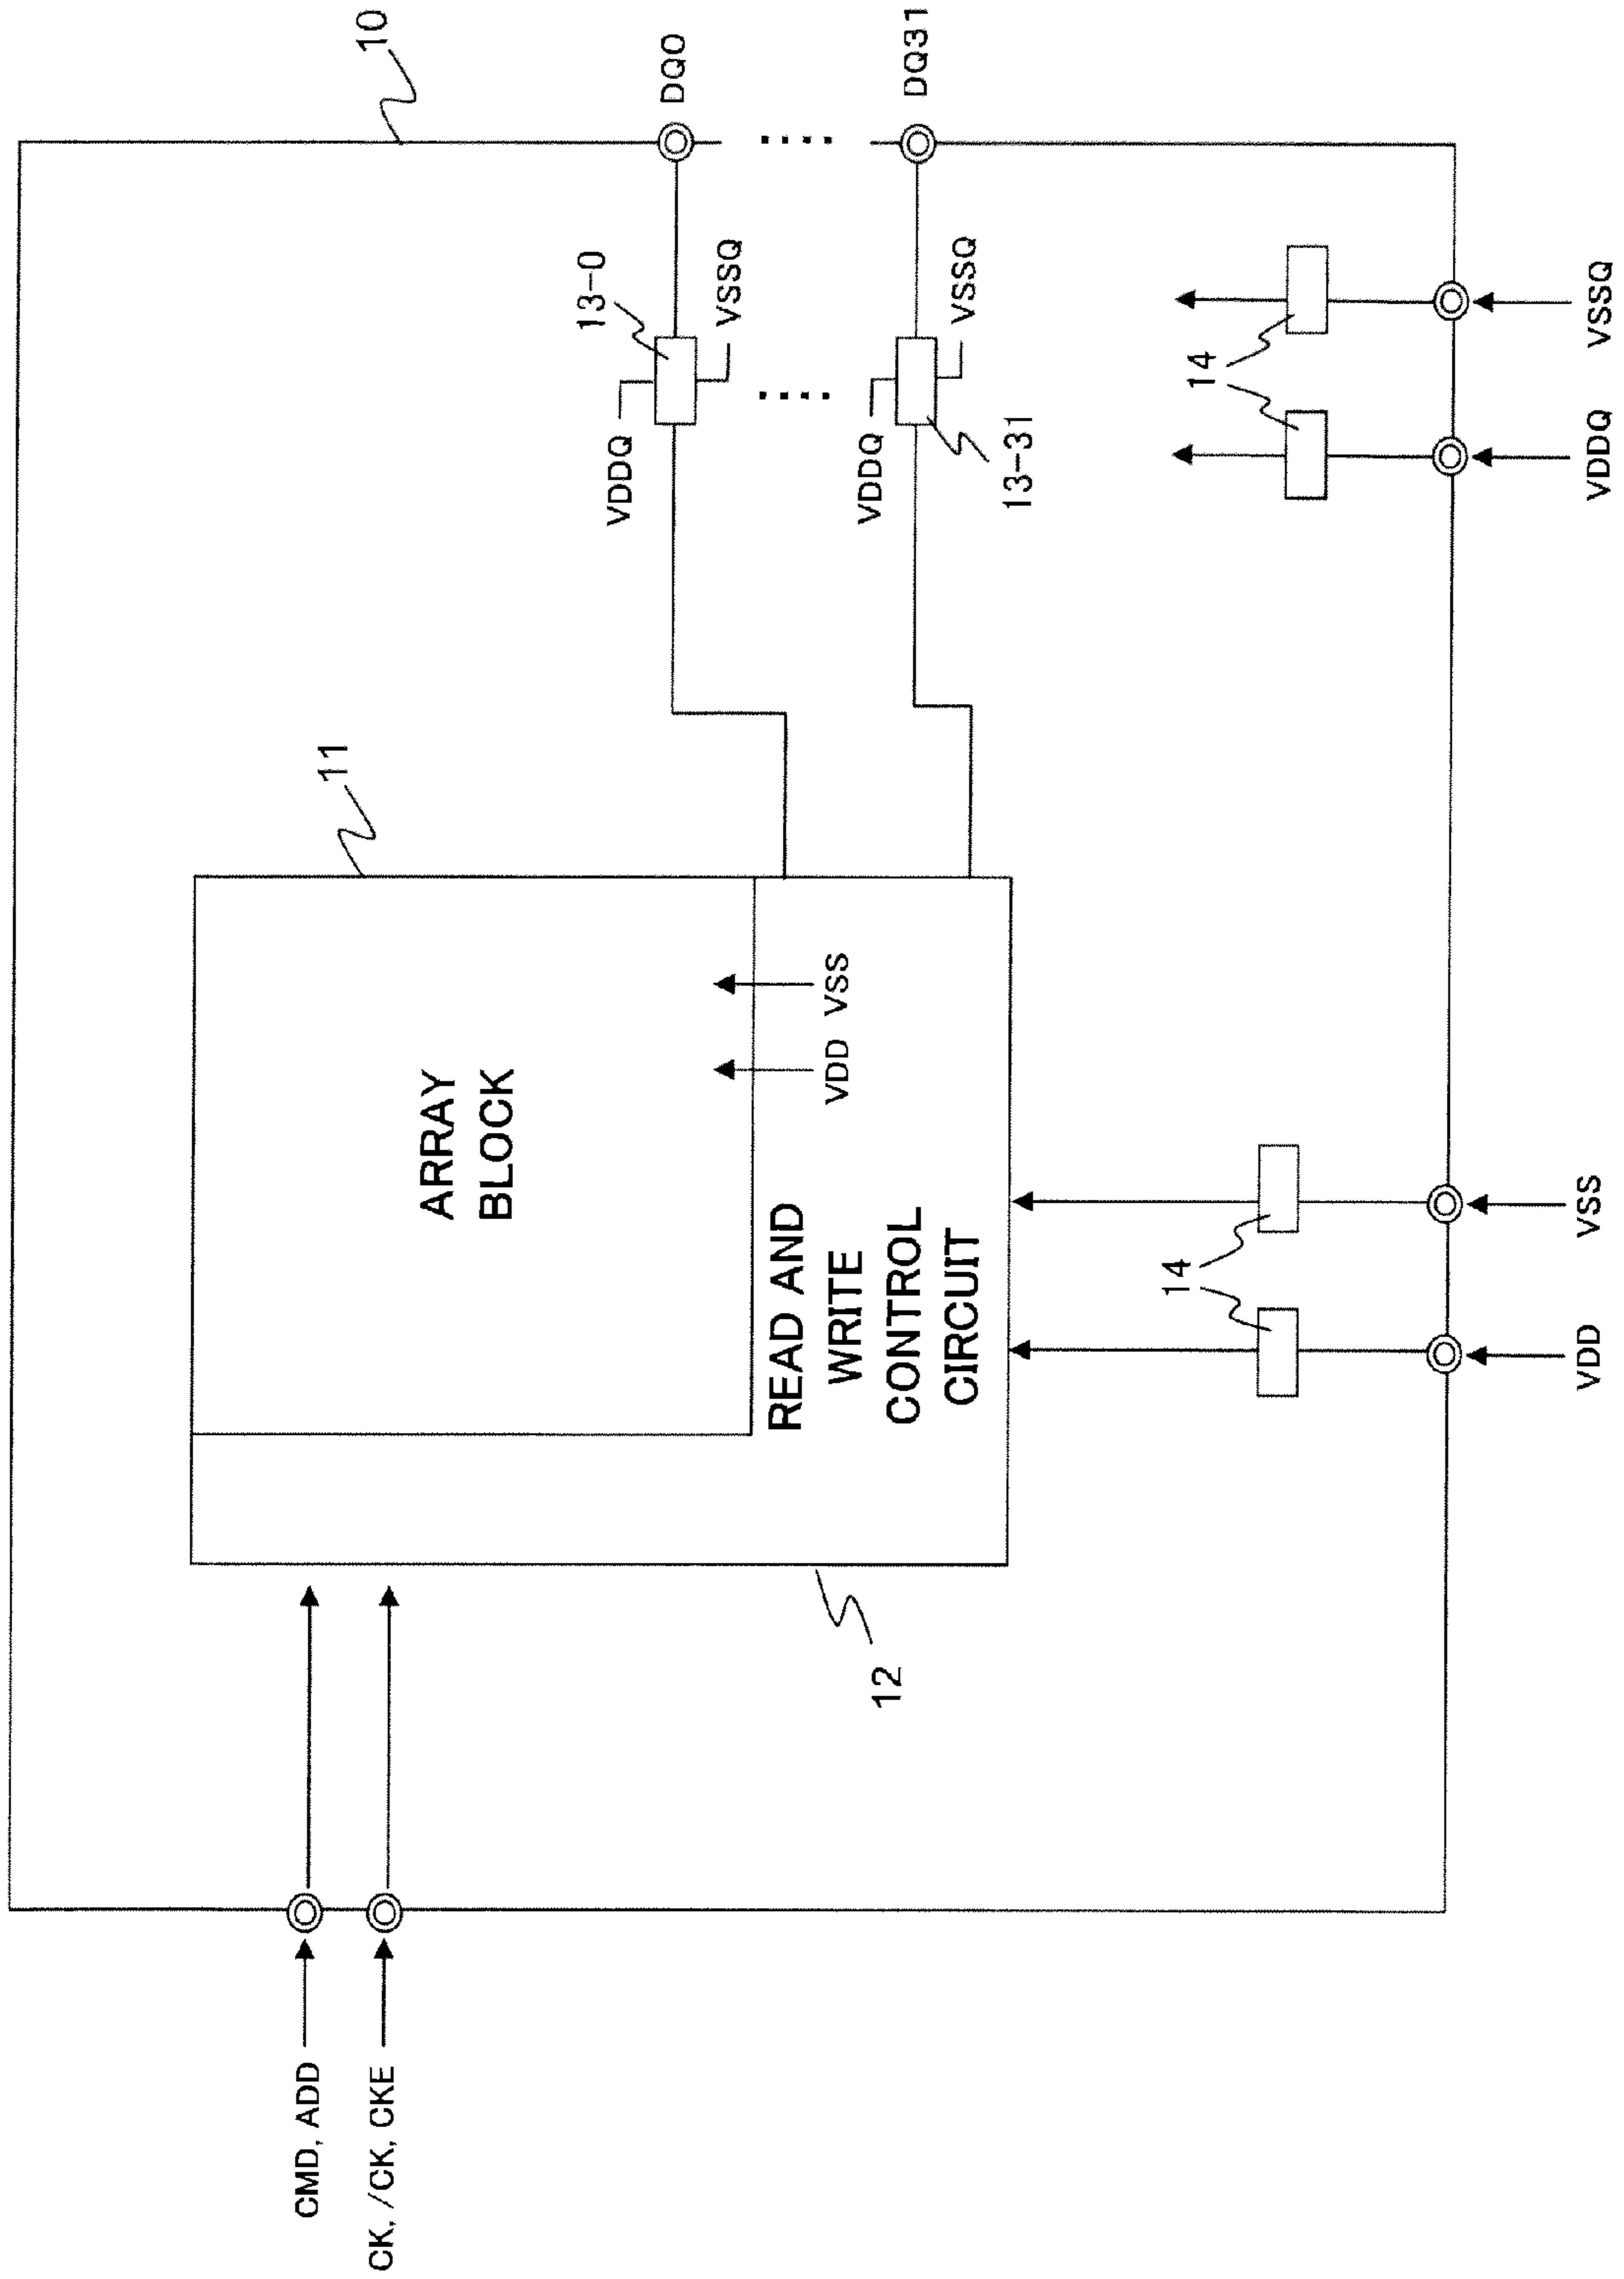 10
11
ARRAY
BLOCK
DQ0
13-0
VDDQ
VSSQ
VDDQ
VSSQ
DQ31
13-31
VDD VSS
READ AND
WRITE
CONTROL
CIRCUIT
12
CMD, ADD
CK, /CK, CKE
14
14
VDD
VSS
VDDQ
VSSQ